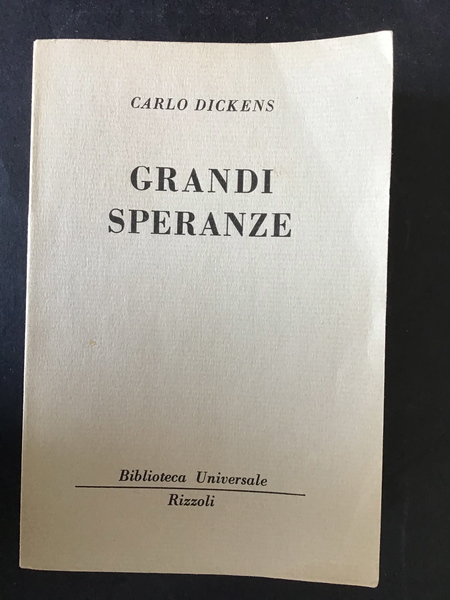 CARLO DICKENS
GRANDI
SPERANZE
Biblioteca Universale
Rizzoli